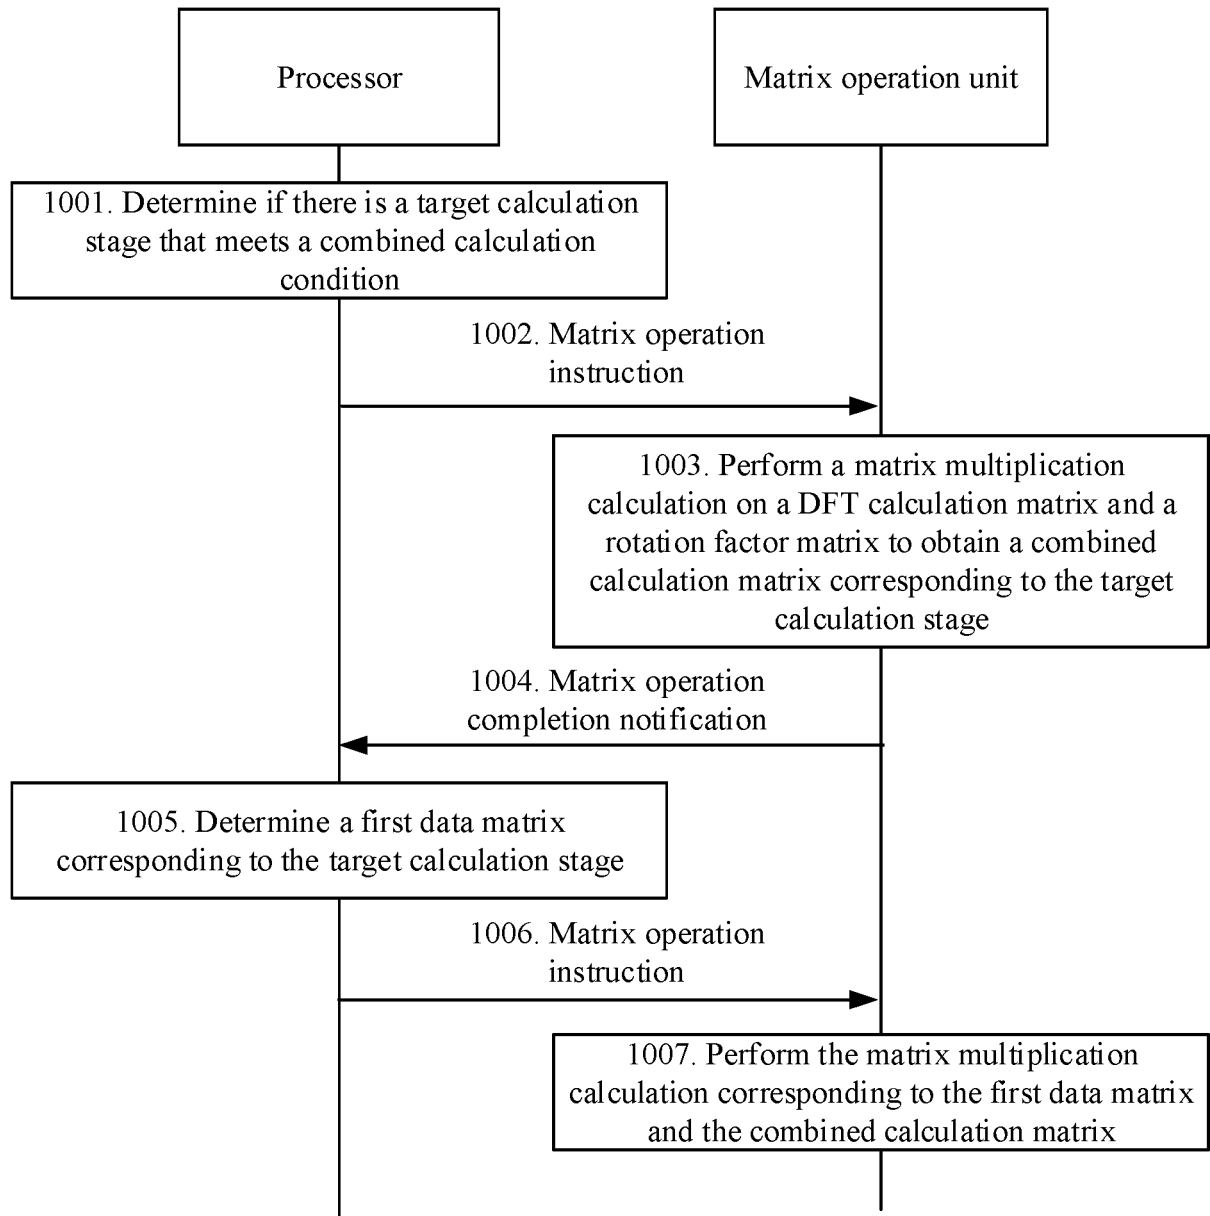 Processor
Matrix operation unit
1001. Determine if there is a target calculation
stage that meets a combined calculation
condition
1002. Matrix operation
instruction
1003. Perform a matrix multiplication
calculation on a DFT calculation matrix and a
rotation factor matrix to obtain a combined
calculation matrix corresponding to the target
calculation stage
1004. Matrix operation
completion notification
1005. Determine a first data matrix
corresponding to the target calculation stage
1006. Matrix operation
instruction
1007. Perform the matrix multiplication
calculation corresponding to the first data matrix
and the combined calculation matrix